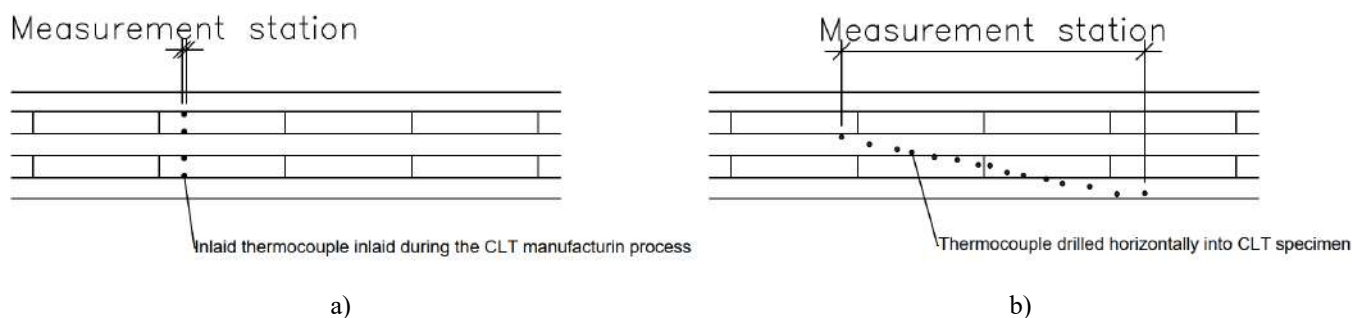 Measurement station
Measurement station
Inlaid thermocouple inlaid during the CLT manufacturin process
Thermocouple drilled horizontally into CLT specimen
a)
b)